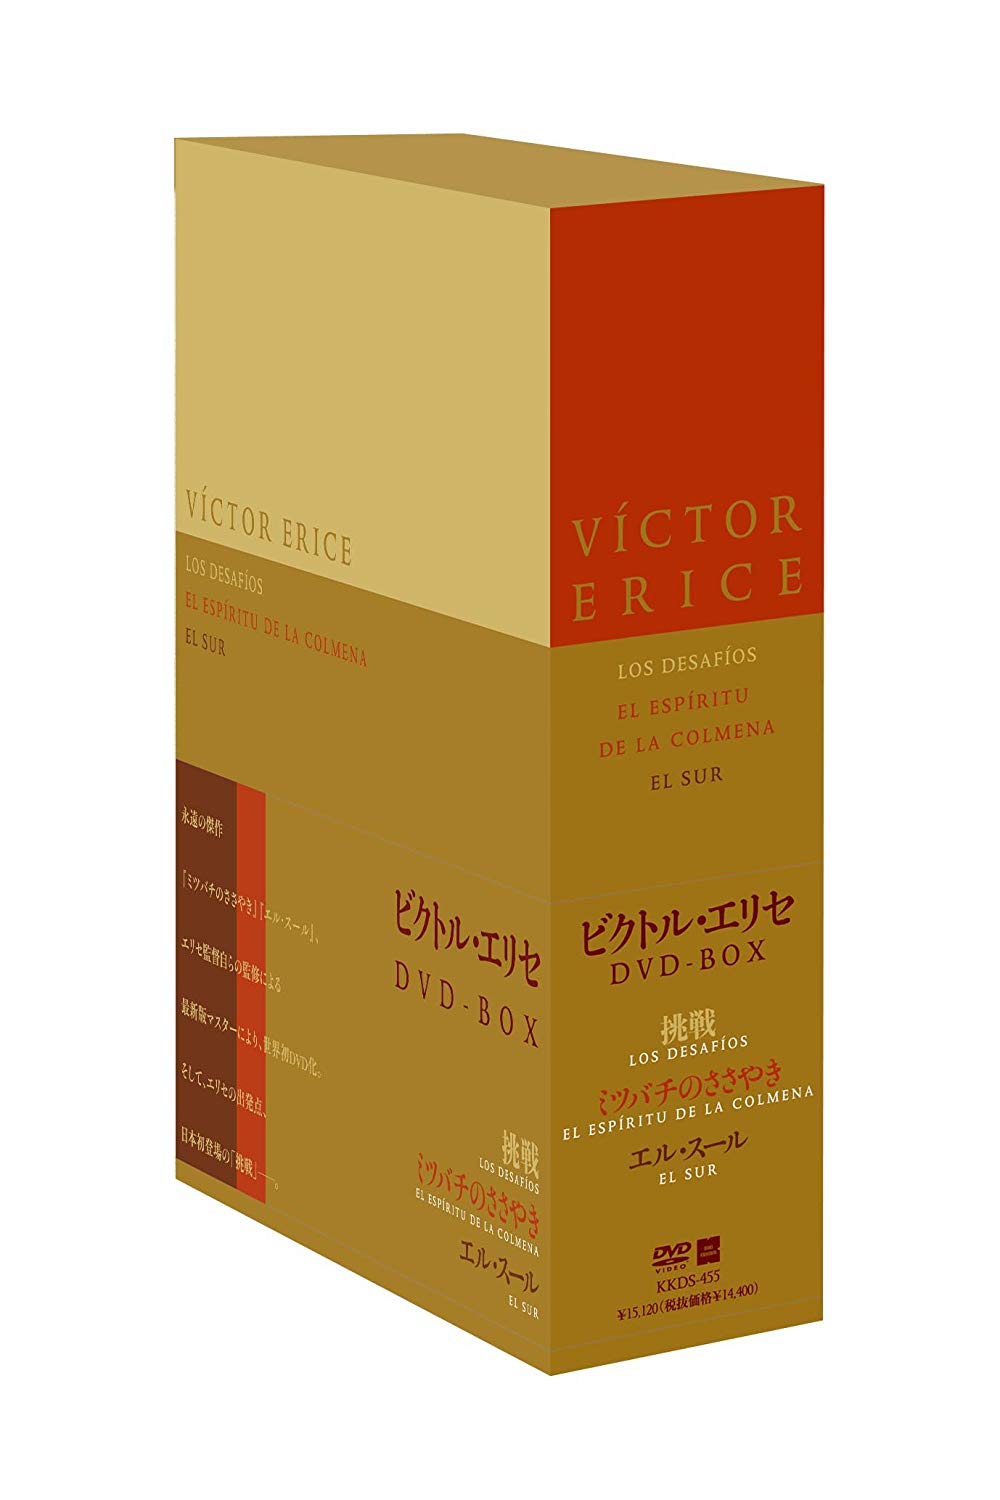 VÍCTOR ERICE
LOS DESAFÍOS
EL ESPÍRITU DE LA COLMENA
EL SUR
永遠の傑作
『ミツバチのささやき』『エル・スール』、
エリセ監督自らの監修による
最新版マスターにより、世界初DVD化。
そして、エリセの出発点、
日本初登場の「挑戦」──。
ビクトル・エリセ
DVD-BOX
挑戦
LOS DESAFÍOS
ミツバチのささやき
EL ESPÍRITU DE LA COLMENA
エル・スール
EL SUR
VÍCTOR
ERICE
LOS DESAFÍOS
EL ESPÍRITU
DE LA COLMENA
EL SUR
ビクトル・エリセ
DVD-BOX
挑戦
LOS DESAFÍOS
ミツバチのささやき
EL ESPÍRITU DE LA COLMENA
エル・スール
EL SUR
DVD
VIDEO
KKDS-455
¥15,120(税抜価格¥14,400)